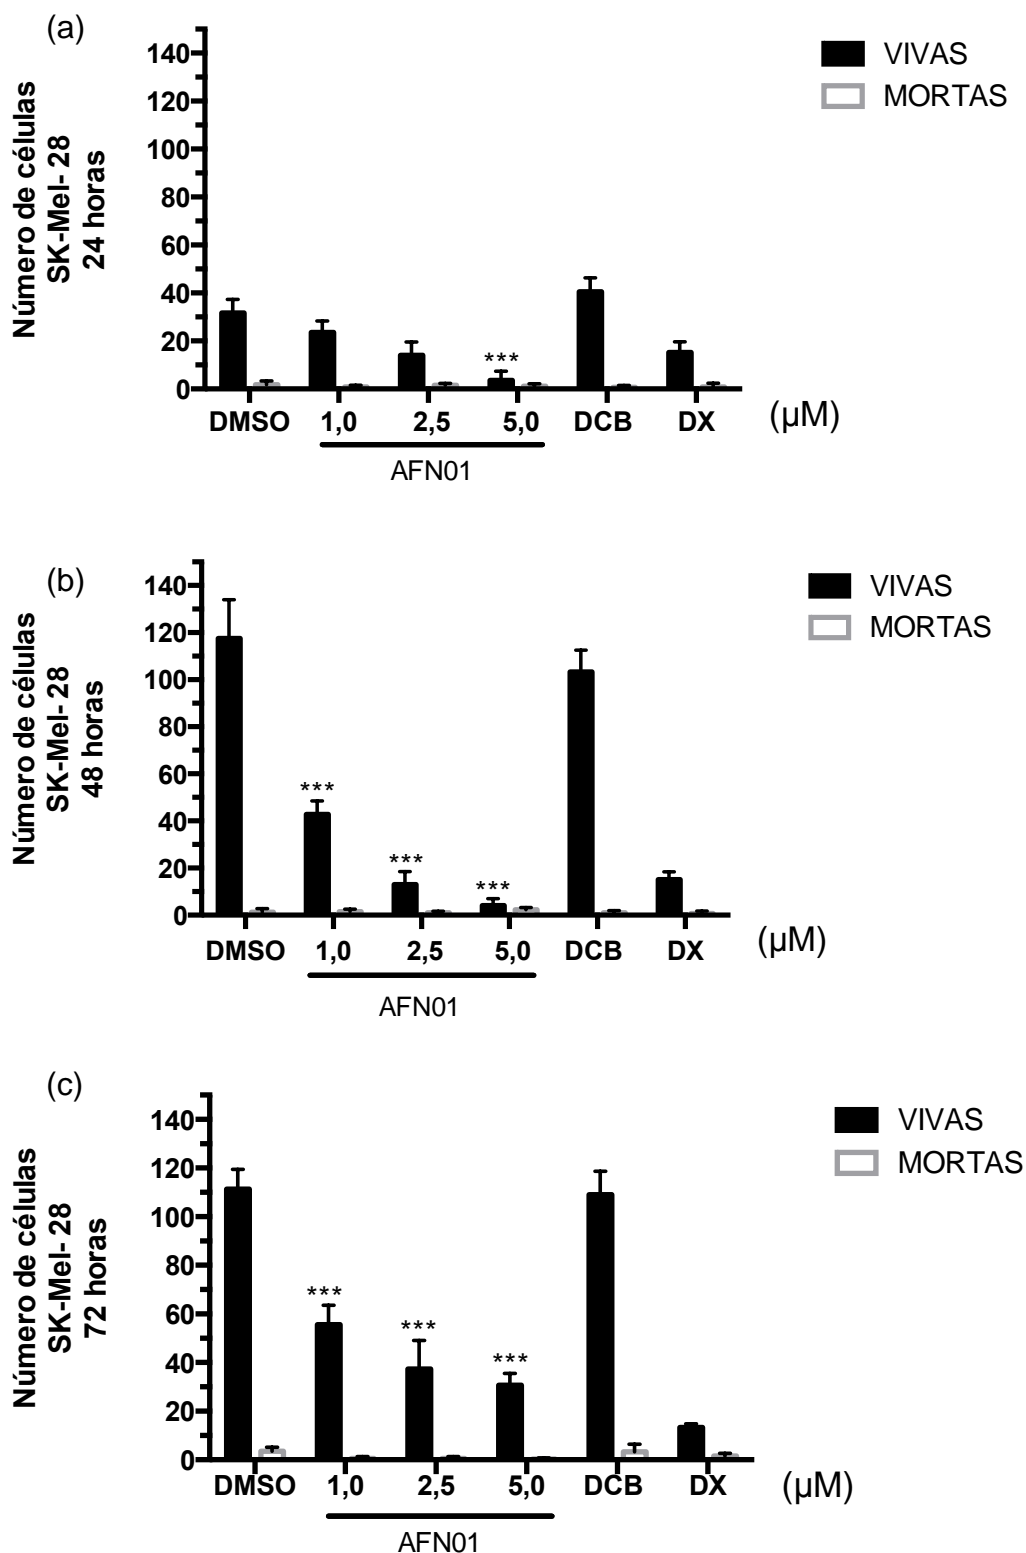 (a)
Número de células
SK-Mel- 28
24 horas
140
120
100
80
60
40
20
0
VIVAS
MORTAS
***
DMSO 1,0 2,5 5,0 DCB DX (µM)
AFN01
(b)
Número de células
SK-Mel- 28
48 horas
140
120
100
80
60
40
20
0
VIVAS
MORTAS
***
***
***
DMSO 1,0 2,5 5,0 DCB DX (µM)
AFN01
(c)
Número de células
SK-Mel- 28
72 horas
140
120
100
80
60
40
20
0
VIVAS
MORTAS
***
***
***
DMSO 1,0 2,5 5,0 DCB DX (µM)
AFN01